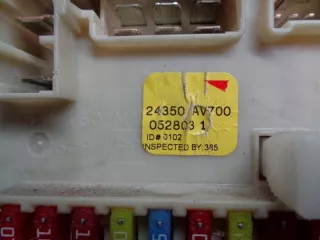 24350 AV700
052803 1
ID# 0102
INSPECTED BY:385